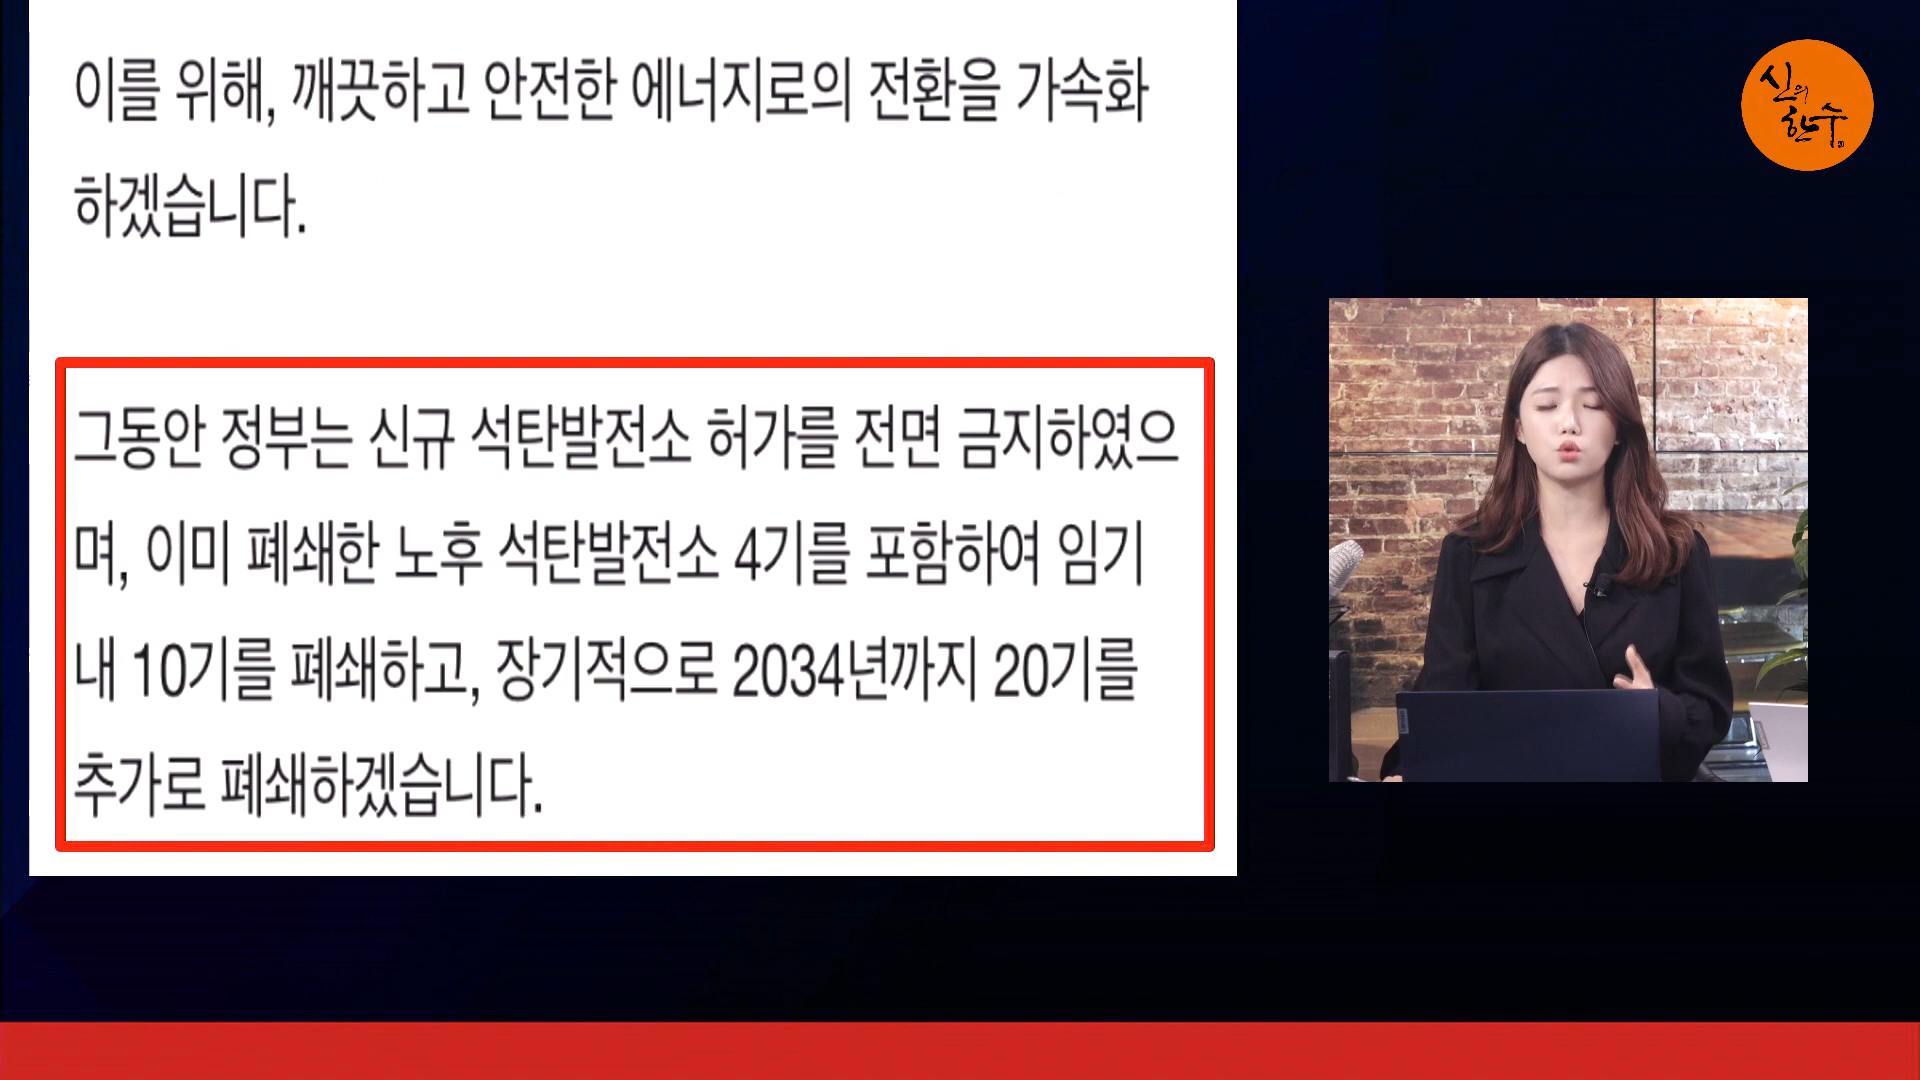 이를 위해, 깨끗하고 안전한 에너지로의 전환을 가속화
하겠습니다.
그동안 정부는 신규 석탄발전소 허가를 전면 금지하였으
며, 이미 폐쇄한 노후 석탄발전소 4기를 포함하여 임기
내 10기를 폐쇄하고, 장기적으로 2034년까지 20기를
추가로 폐쇄하겠습니다.
신의
한수